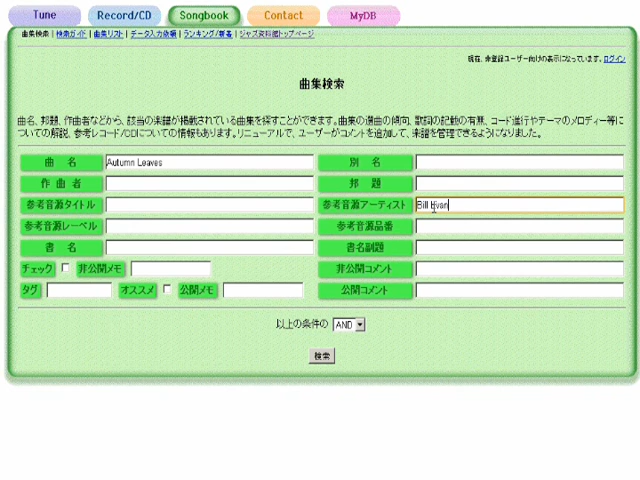 Tune Record/CD Songbook Contact MyDB
曲集検索 | 検索ガイド | 曲集リスト | データ入力依頼 | ランキング/新着 | ジャズ資料館トップページ
現在、未登録ユーザー向けの表示になっています。ログイン
曲集検索
曲名、邦題、作曲者などから、該当の楽譜が掲載されている曲集を探すことができます。曲集の選曲の傾向、歌詞の記載の有無、コード進行やテーマのメロディー等に
ついての解説、参考レコード/CDについての情報もあります。リニューアルで、ユーザーがコメントを追加して、楽譜を管理できるようになりました。
曲 名 Autumn Leaves 別 名
作 曲 者 邦 題
参考音源タイトル 参考音源アーティスト Bill Evan
参考音源レーベル 参考音源品番
書 名 書名副題
チェック 非公開メモ 非公開コメント
タグ オススメ 公開メモ 公開コメント
以上の条件の AND
検索